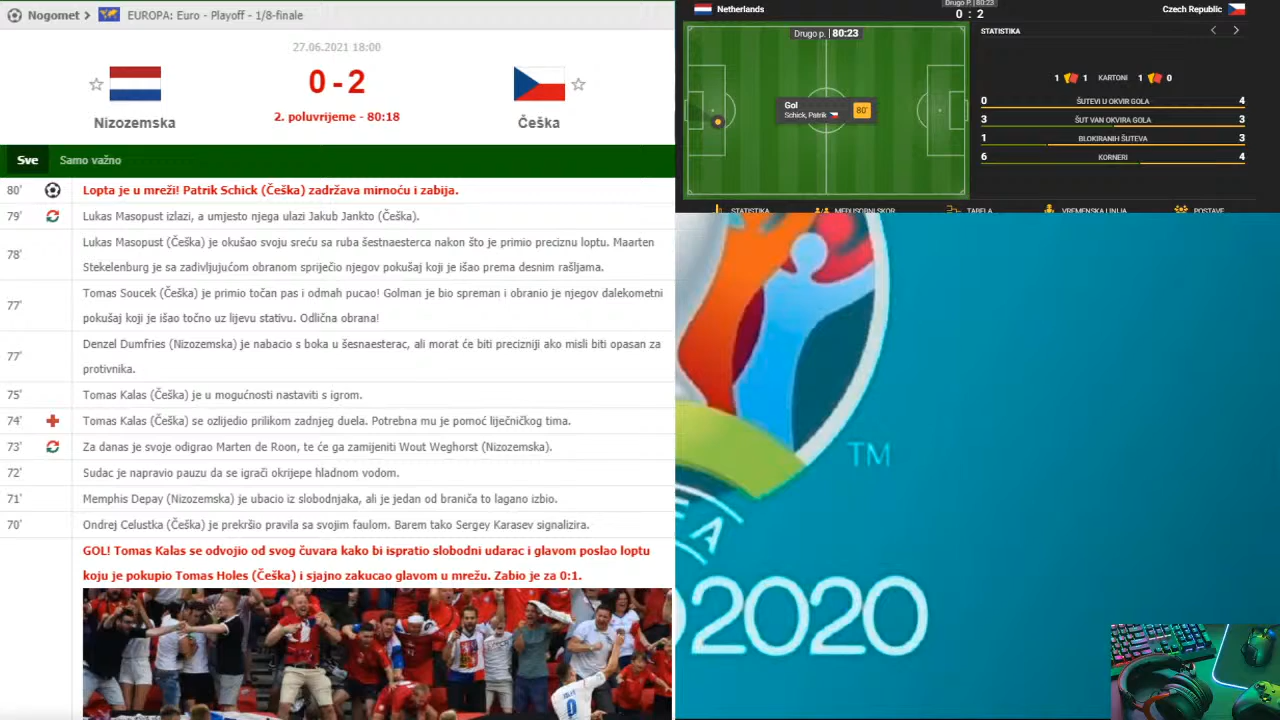 Nogomet
EUROPA: Euro - Playoff - 1/8-finale
27.06.2021 18:00
0 - 2
2. poluvrijeme - 80:18
Nizozemska
Češka
Sve
Samo važno
80'
Lopta je u mreži! Patrik Schick (Češka) zadržava mirnoću i zabija.
79'
Lukas Masopust izlazi, a umjesto njega ulazi Jakub Jankto (Češka).
78'
Lukas Masopust (Češka) je okušao svoju sreću sa ruba šestnaesterca nakon što je primio preciznu loptu. Maarten
Stekelenburg je sa zadivljujućom obranom spriječio njegov pokušaj koji je išao prema desnim rašljama.
77'
Tomas Soucek (Češka) je primio točan pas i odmah pucao! Golman je bio spreman i obranio je njegov dalekometni
pokušaj koji je išao točno uz lijevu stativu. Odlična obrana!
77'
Denzel Dumfries (Nizozemska) je nabacio s boka u šesnaesterac, ali morat će biti precizniji ako misli biti opasan za
protivnika.
75'
Tomas Kalas (Češka) je u mogućnosti nastaviti s igrom.
74'
Tomas Kalas (Češka) se ozlijedio prilikom zadnjeg duela. Potrebna mu je pomoć liječničkog tima.
73'
Za danas je svoje odigrao Marten de Roon, te će ga zamijeniti Wout Weghorst (Nizozemska).
72'
Sudac je napravio pauzu da se igrači okrijepe hladnom vodom.
71'
Memphis Depay (Nizozemska) je ubacio iz slobodnjaka, ali je jedan od braniča to lagano izbio.
70'
Ondrej Celustka (Češka) je prekršio pravila sa svojim faulom. Barem tako Sergey Karasev signalizira.
GOL! Tomas Kalas se odvojio od svog čuvara kako bi ispratio slobodni udarac i glavom poslao loptu
koju je pokupio Tomas Holes (Češka) i sjajno zakucao glavom u mrežu. Zabio je za 0:1.
Netherlands
Drugo P. | 80:23
0 : 2
Czech Republic
Drugo p. | 80:23
Gol
Schick, Patrik
80'
STATISTIKA
1 1 KARTONI 1 0
0 ŠUTEVI U OKVIR GOLA 4
3 ŠUT VAN OKVIRA GOLA 3
1 BLOKIRANIH ŠUTEVA 3
6 KORNERI 4
STATISTIKA
MEĐUSOBNI SKOR
TABELA
VREMENSKA LINIJA
POSTAVE
TM
FA
2020
9